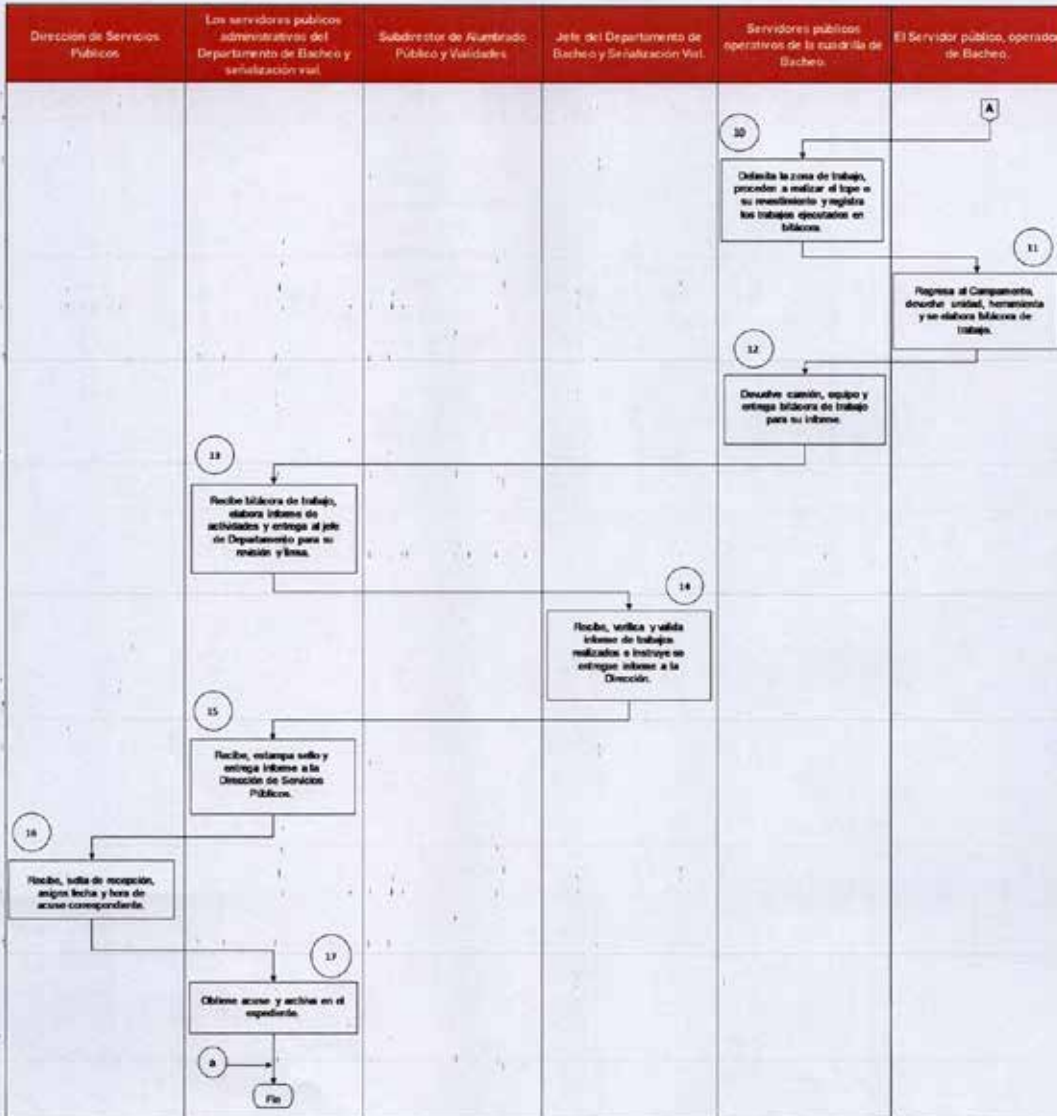 Dirección de Servicios
Públicos
Los servidores públicos
administrativos del
Departamento de Bacheo y
señalización vial.
Subdirector de Alumbrado
Público y Vialidades
Jefe del Departamento de
Bacheo y Señalización Vial.
Servidores públicos
operativos de la cuadrilla de
Bacheo.
El Servidor público, operador
de Bacheo.
A
10
Delimita la zona de trabajo,
proceden a realizar el tope o
su revestimiento y registra
los trabajos ejecutados en
bitácora.
11
Regresa al Campamento,
devuelve unidad, herramienta
y se elabora bitácora de
trabajo.
12
Devuelve camión, equipo y
entrega bitácora de trabajo
para su informe.
13
Recibe bitácora de trabajo,
elabora informe de
actividades y entrega al jefe
de Departamento para su
revisión y firma.
14
Recibe, verifica y valida
informe de trabajos
realizados e instruye se
entregue informe a la
Dirección.
15
Recibe, estampa sello y
entrega informe a la
Dirección de Servicios
Públicos.
16
Recibe, sella de recepción,
asigna fecha y hora de
acuse correspondiente.
17
Obtiene acuse y archiva en el
expediente.
a
Fin